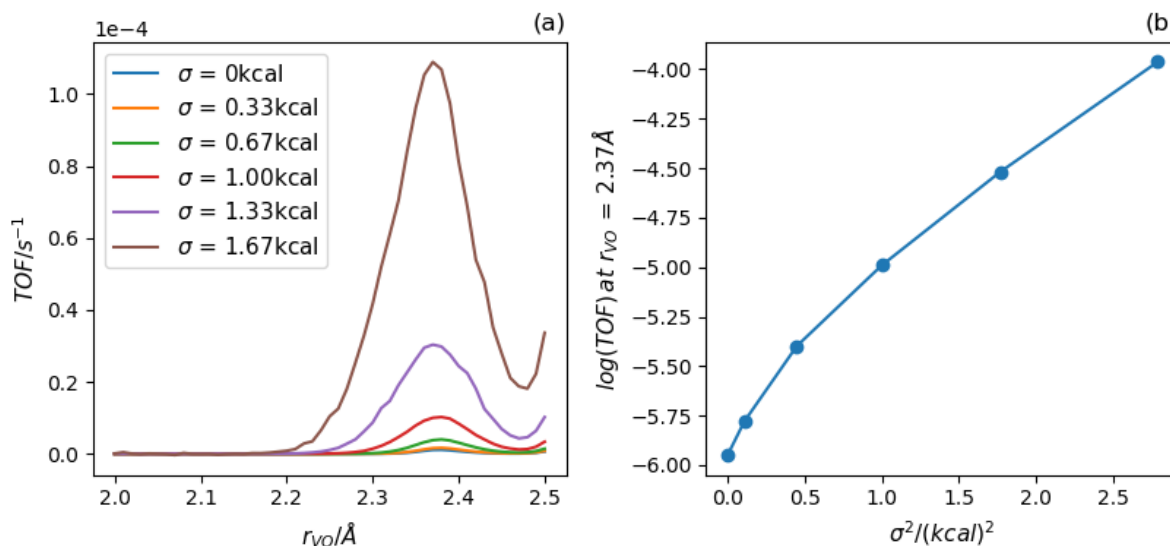 (a)
1e−4
TOF/s⁻¹
1.0
0.8
0.6
0.4
0.2
0.0
σ = 0kcal
σ = 0.33kcal
σ = 0.67kcal
σ = 1.00kcal
σ = 1.33kcal
σ = 1.67kcal
2.0 2.1 2.2 2.3 2.4 2.5
r_VO/Å
(b
log(TOF) at r_VO = 2.37Å
−4.00
−4.25
−4.50
−4.75
−5.00
−5.25
−5.50
−5.75
−6.00
0.0 0.5 1.0 1.5 2.0 2.5
σ²/(kcal)²